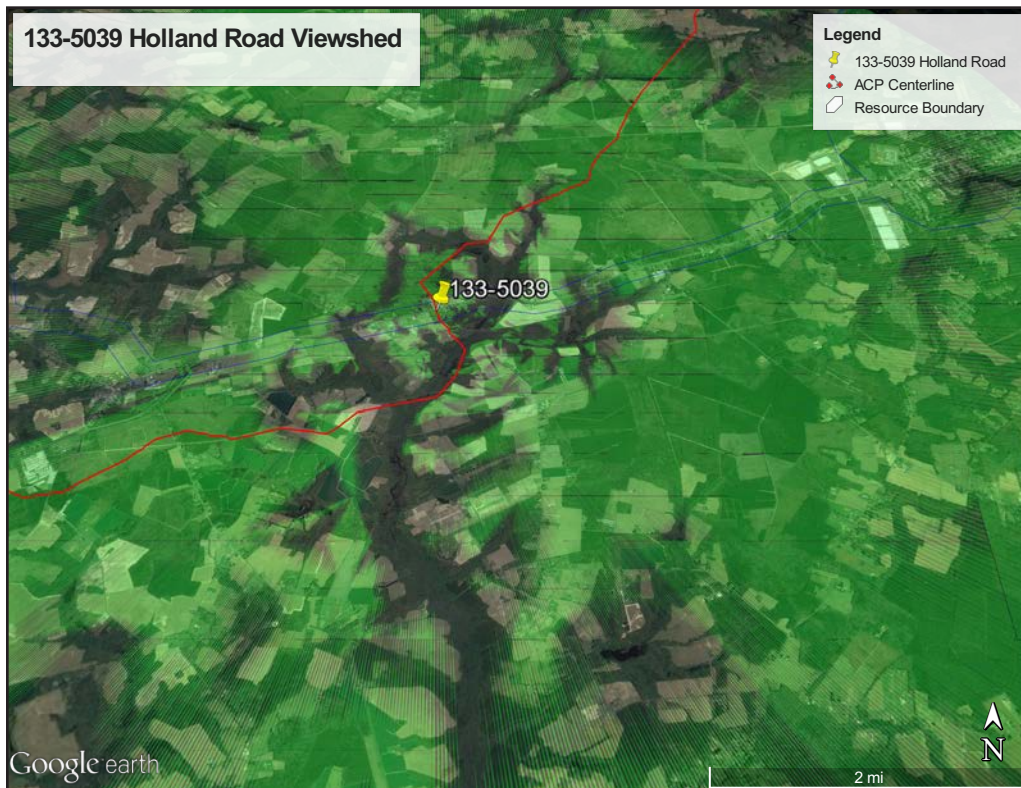 133-5039 Holland Road Viewshed
Legend
133-5039 Holland Road
ACP Centerline
Resource Boundary
133-5039
N
Google earth
2 mi